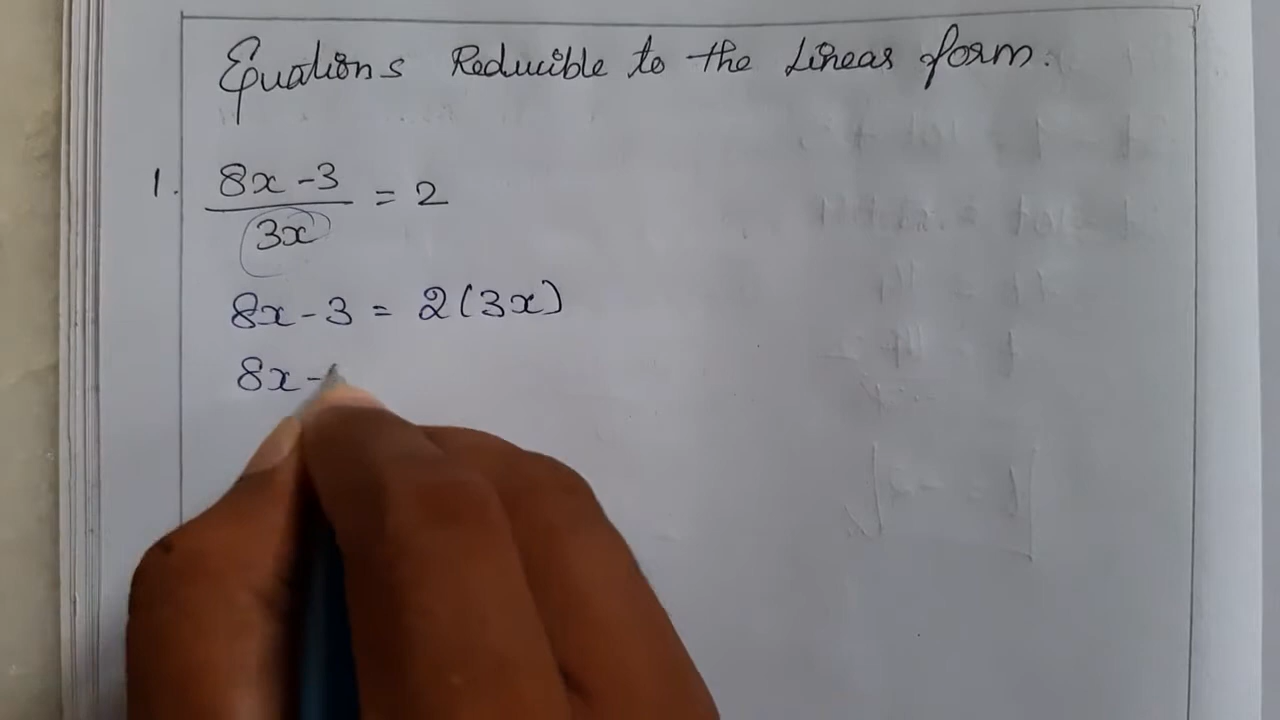 Equations Reducible to the Linear form.
1. 8x - 3 / 3x = 2
8x - 3 = 2(3x)
8x -